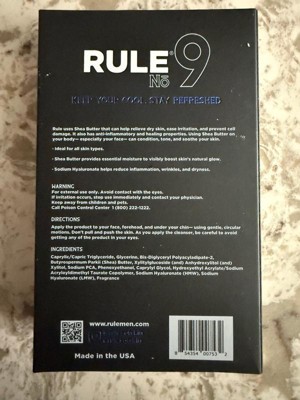 RULE® 9
No
KEEP YOUR COOL. STAY REFRESHED
Rule uses Shea Butter that can help relieve dry skin, ease irritation, and prevent cell
damage. It also has anti-inflammatory and healing properties. Using Shea Butter on
your body— especially your face— can condition, tone, and soothe your skin.
- Ideal for all skin types.
- Shea Butter provides essential moisture to visibly boost skin's natural glow.
- Sodium Hyaluronate helps reduce inflammation, wrinkles, and dryness.
WARNING
For external use only. Avoid contact with the eyes.
If irritation occurs, stop use immediately and contact your physician.
Keep away from children and pets.
Call Poison Control Center 1 (800) 222-1222.
DIRECTIONS
Apply the product to your face, forehead, and under your chin— using gentle, circular
motions. Don't pull and push the skin. As you apply the cleanser, be careful to avoid
getting any of the product in your eyes.
INGREDIENTS
Caprylic/Capric Triglyceride, Glycerine, Bis-Diglyceryl Polyacyladipate-2,
Butyrospermum Parkii (Shea) Butter, Xylitylglucoside (and) Anhydroxylitol (and)
Xylitol, Sodium PCA, Phenoxyethanol, Caprylyl Glycol, Hydroxyethyl Acrylate/Sodium
Acryloyldimethyl Taurate Copolymer, Sodium Hyaluronate (HMW), Sodium
Hyaluronate (LMW), Fragrance
www.rulemen.com
Made in the USA